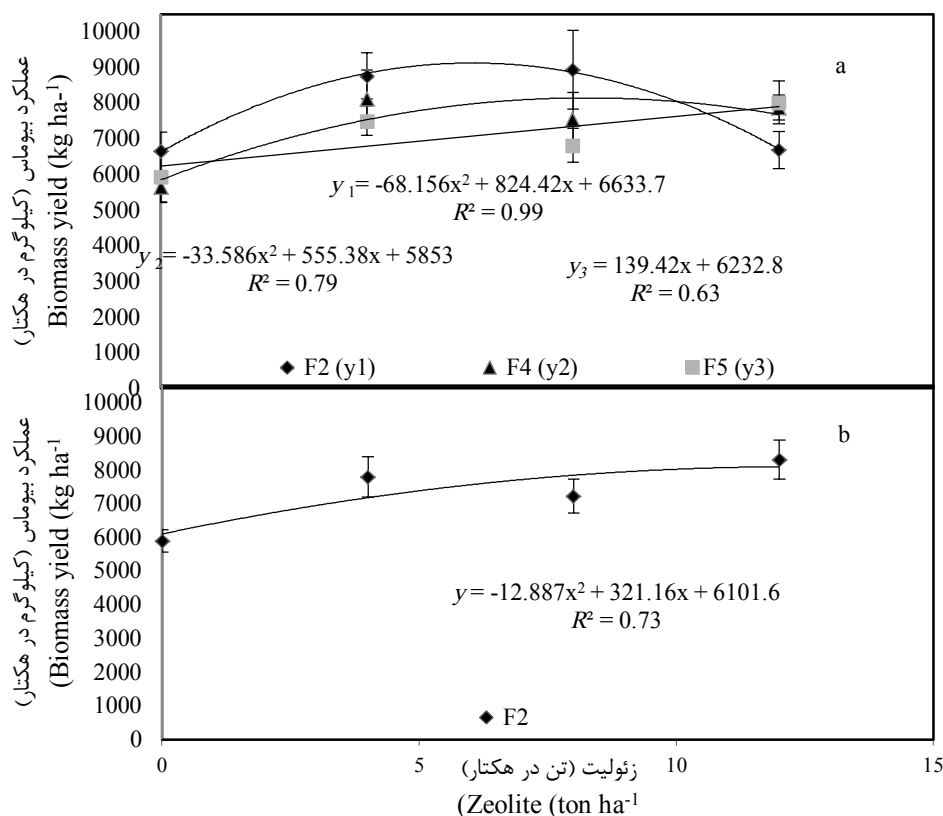 عملکرد بیوماس (کیلوگرم در هکتار)
Biomass yield (kg ha-¹)
10000
9000
8000
7000
6000
5000
4000
3000
2000
1000
0
a
y 1= -68.156x² + 824.42x + 6633.7
R² = 0.99
y 2= -33.586x² + 555.38x + 5853
R² = 0.79
y3 = 139.42x + 6232.8
R² = 0.63
F2 (y1)
F4 (y2)
F5 (y3)
عملکرد بیوماس (کیلوگرم در هکتار)
(Biomass yield (kg ha-1
10000
9000
8000
7000
6000
5000
4000
3000
2000
1000
0
b
y = -12.887x² + 321.16x + 6101.6
R² = 0.73
F2
5
10
15
زئولیت (تن در هکتار)
(Zeolite (ton ha-1